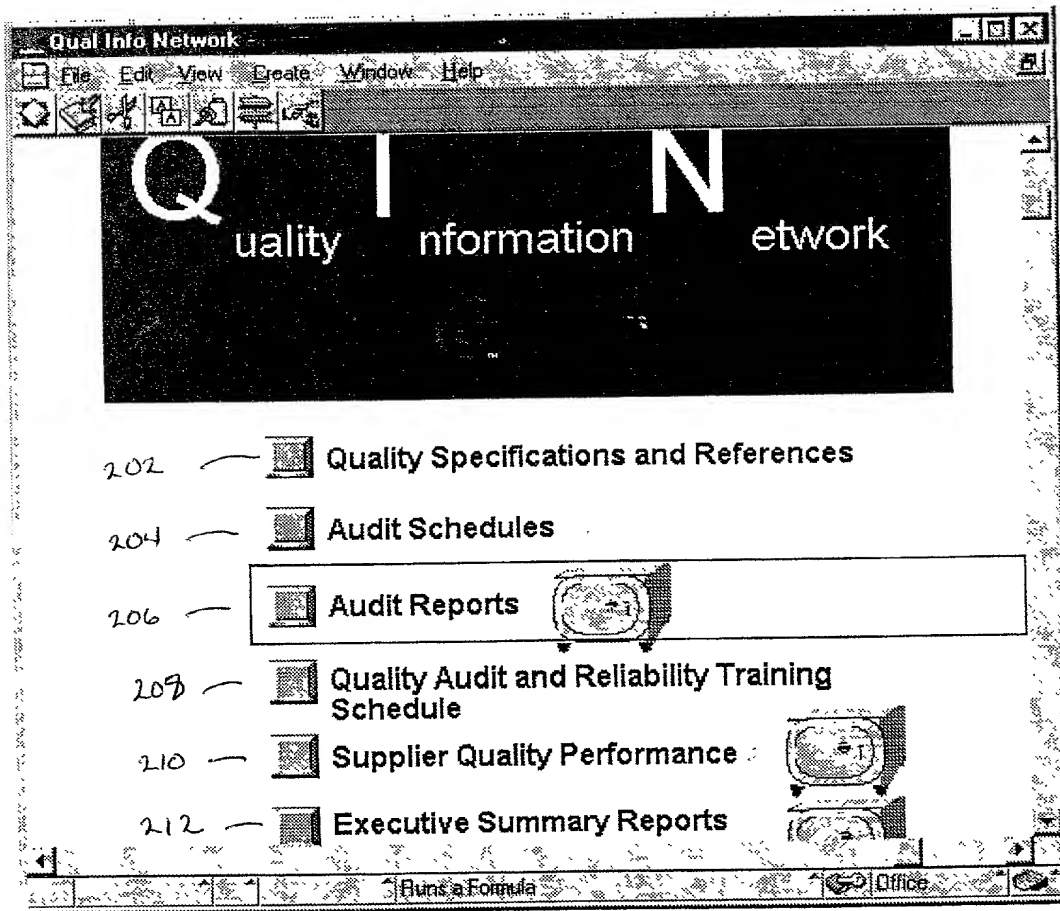 Qual Info Network -
File Edit View Create Window Help
Q I N
uality nformation etwork
202 Quality Specifications and References
204 Audit Schedules
206 Audit Reports
208 Quality Audit and Reliability Training
Schedule
210 Supplier Quality Performance
212 Executive Summary Reports
Runs a Formula Office